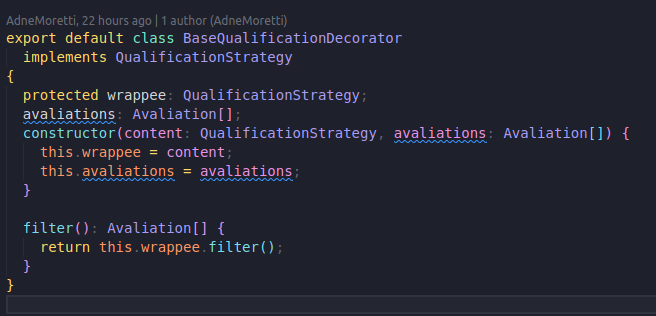 AdneMoretti, 22 hours ago | 1 author (AdneMoretti)
export default class BaseQualificationDecorator
  implements QualificationStrategy
{
  protected wrappee: QualificationStrategy;
  avaliations: Avaliation[];
  constructor(content: QualificationStrategy, avaliations: Avaliation[]) {
    this.wrappee = content;
    this.avaliations = avaliations;
  }

  filter(): Avaliation[] {
    return this.wrappee.filter();
  }
}